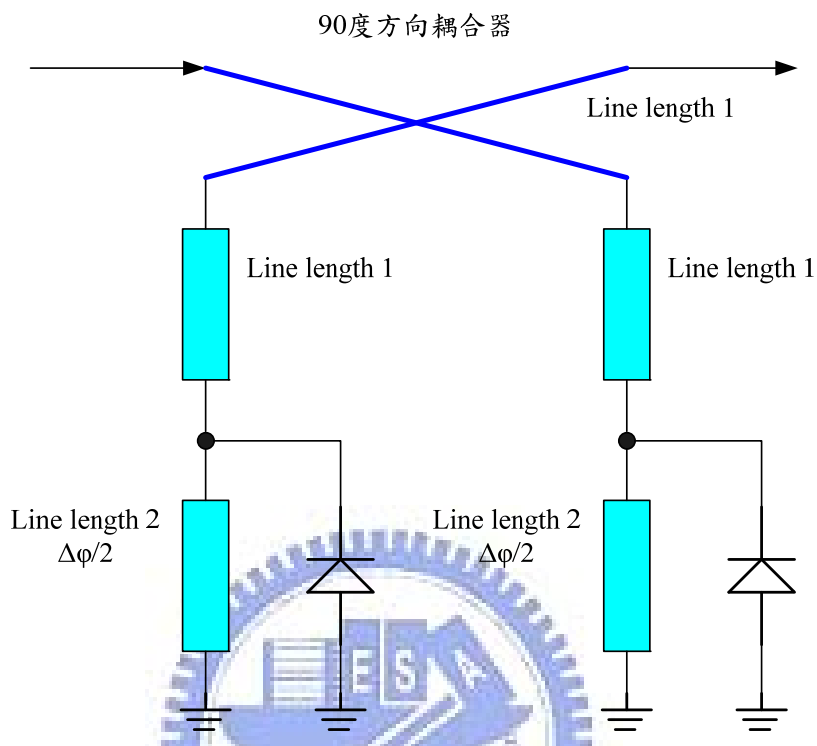 90度方向耦合器
Line length 1
Line length 1
Line length 1
Line length 2
Δφ/2
Line length 2
Δφ/2
E S A